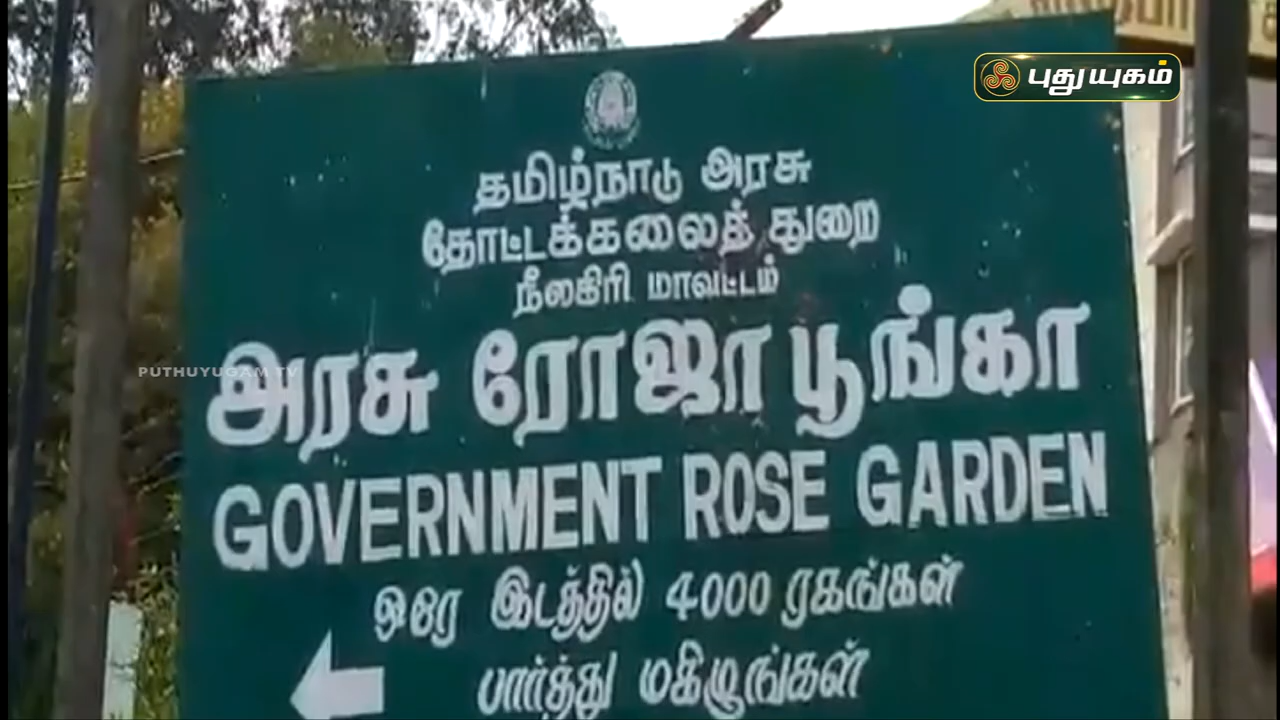 புதுயுகம்
தமிழ்நாடு அரசு
தோட்டக்கலைத் துறை
நீலகிரி மாவட்டம்
அரசு ரோஜா பூங்கா
PUTHUYUGAM TV
GOVERNMENT ROSE GARDEN
ஒரே இடத்தில் 4000 ரகங்கள்
பார்த்து மகிழுங்கள்